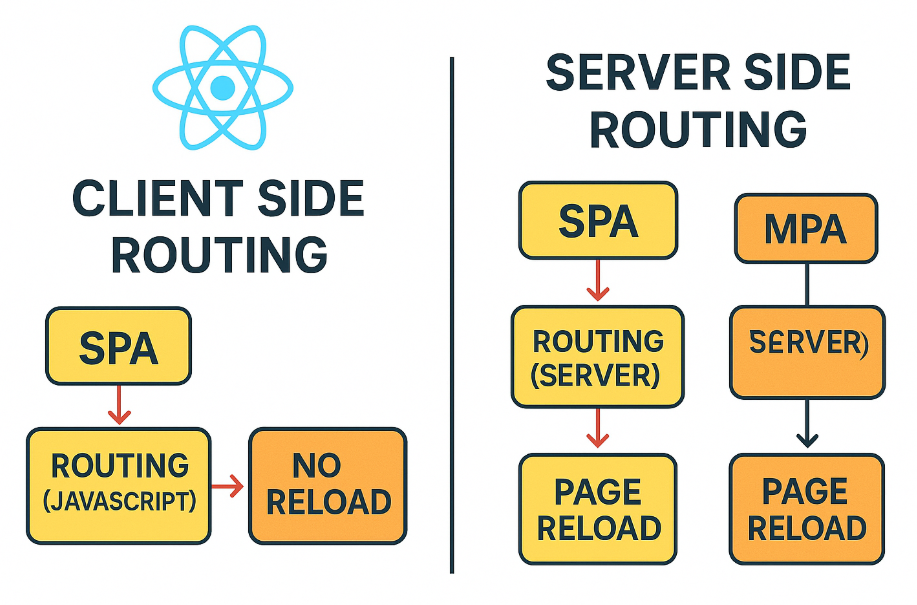 CLIENT SIDE
ROUTING
SPA
ROUTING
(JAVASCRIPT)
NO
RELOAD
SERVER SIDE
ROUTING
SPA
ROUTING
(SERVER)
PAGE
RELOAD
MPA
SERVER)
PAGE
RELOAD